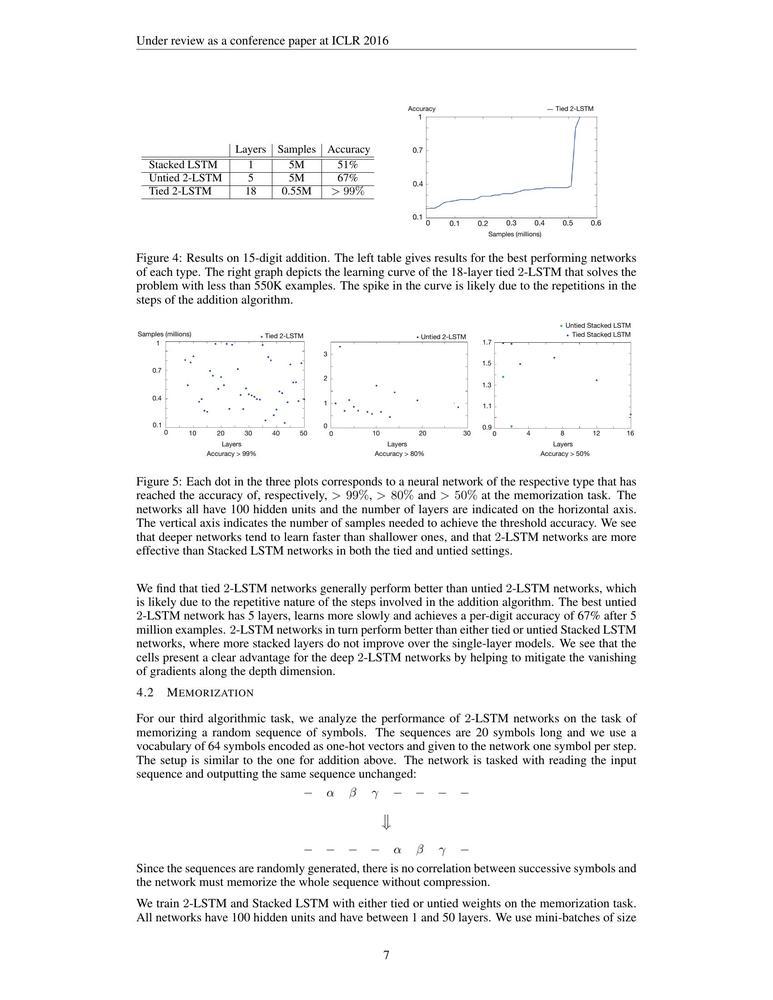 Under review as a conference paper at ICLR 2016
Layers Samples Accuracy
Stacked LSTM 1 5M 51%
Untied 2-LSTM 5 5M 67%
Tied 2-LSTM 18 0.55M > 99%
Accuracy
Tied 2-LSTM
1
0.7
0.4
0.1
0 0.1 0.2 0.3 0.4 0.5 0.6
Samples (millions)
Figure 4: Results on 15-digit addition. The left table gives results for the best performing networks
of each type. The right graph depicts the learning curve of the 18-layer tied 2-LSTM that solves the
problem with less than 550K examples. The spike in the curve is likely due to the repetitions in the
steps of the addition algorithm.
Samples (millions)
Tied 2-LSTM
1
0.7
0.4
0.1
0 10 20 30 40 50
Layers
Accuracy > 99%
Untied 2-LSTM
3
2
1
0
0 10 20 30
Layers
Accuracy > 80%
Untied Stacked LSTM
Tied Stacked LSTM
1.7
1.5
1.3
1.1
0.9
0 4 8 12 16
Layers
Accuracy > 50%
Figure 5: Each dot in the three plots corresponds to a neural network of the respective type that has
reached the accuracy of, respectively, > 99%, > 80% and > 50% at the memorization task. The
networks all have 100 hidden units and the number of layers are indicated on the horizontal axis.
The vertical axis indicates the number of samples needed to achieve the threshold accuracy. We see
that deeper networks tend to learn faster than shallower ones, and that 2-LSTM networks are more
effective than Stacked LSTM networks in both the tied and untied settings.
We find that tied 2-LSTM networks generally perform better than untied 2-LSTM networks, which
is likely due to the repetitive nature of the steps involved in the addition algorithm. The best untied
2-LSTM network has 5 layers, learns more slowly and achieves a per-digit accuracy of 67% after 5
million examples. 2-LSTM networks in turn perform better than either tied or untied Stacked LSTM
networks, where more stacked layers do not improve over the single-layer models. We see that the
cells present a clear advantage for the deep 2-LSTM networks by helping to mitigate the vanishing
of gradients along the depth dimension.
4.2 MEMORIZATION
For our third algorithmic task, we analyze the performance of 2-LSTM networks on the task of
memorizing a random sequence of symbols. The sequences are 20 symbols long and we use a
vocabulary of 64 symbols encoded as one-hot vectors and given to the network one symbol per step.
The setup is similar to the one for addition above. The network is tasked with reading the input
sequence and outputting the same sequence unchanged:
− α β γ − − − −
⇓
− − − − α β γ −
Since the sequences are randomly generated, there is no correlation between successive symbols and
the network must memorize the whole sequence without compression.
We train 2-LSTM and Stacked LSTM with either tied or untied weights on the memorization task.
All networks have 100 hidden units and have between 1 and 50 layers. We use mini-batches of size
7